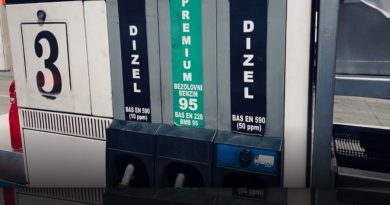 3
DIZEL
BAS EN 590
(50 ppm)
PREMIUM
BEZOLOVNI
BENZIN
95
BAS EN 228
BMB 95
DIZEL
BAS EN 590
(50 ppm)